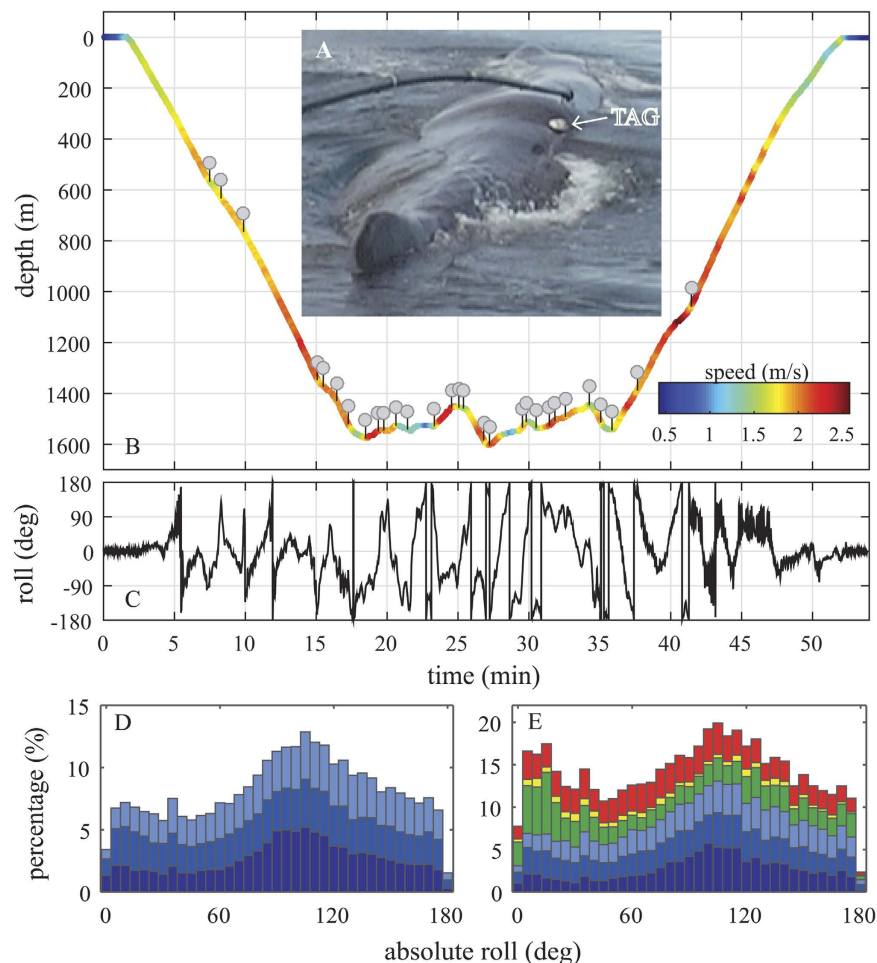 A
TAG
0
200
400
600
800
1000
1200
1400
1600
depth (m)
speed (m/s)
0.5 1 1.5 2 2.5
B
180
90
0
-90
-180
roll (deg)
C
0 5 10 15 20 25 30 35 40 45 50
time (min)
15
10
5
0
percentage (%)
D
0 60 120 180
20
15
10
5
0
E
0 60 120 180
absolute roll (deg)